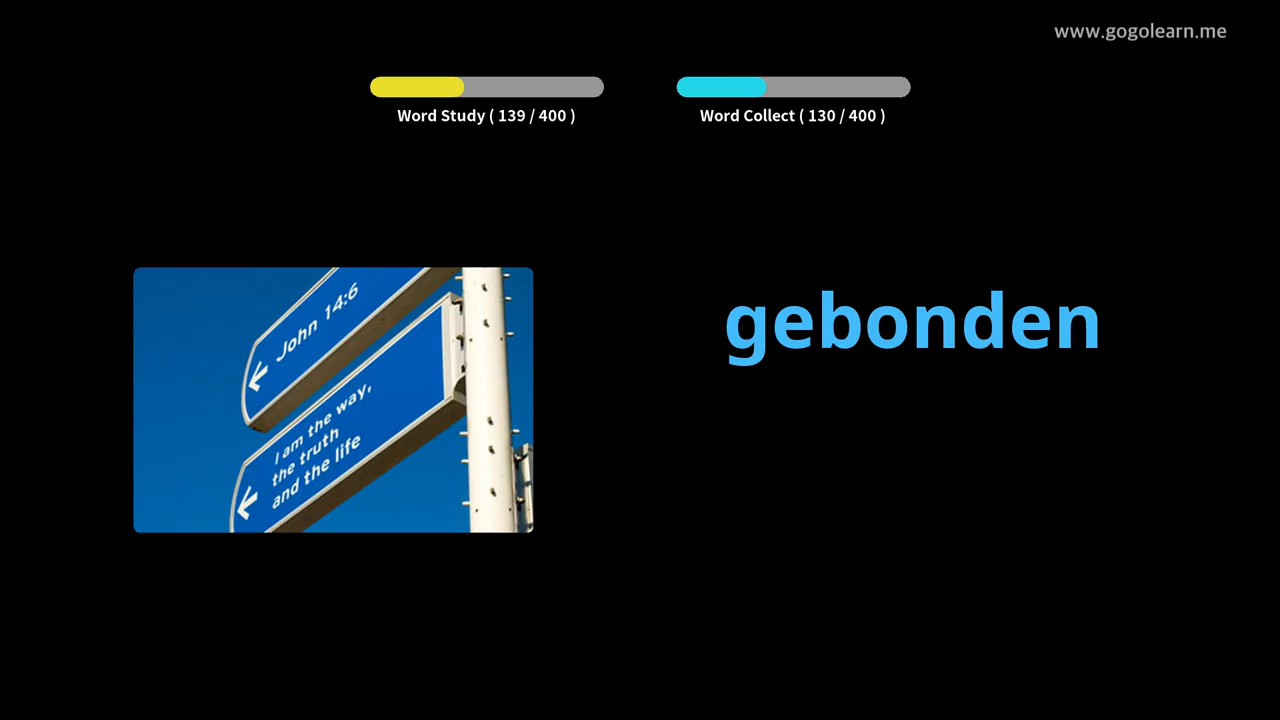 www.gogolearn.me
Word Study ( 139 / 400 )
Word Collect ( 130 / 400 )
John 14:6
I am the way,
the truth
and the life
gebonden